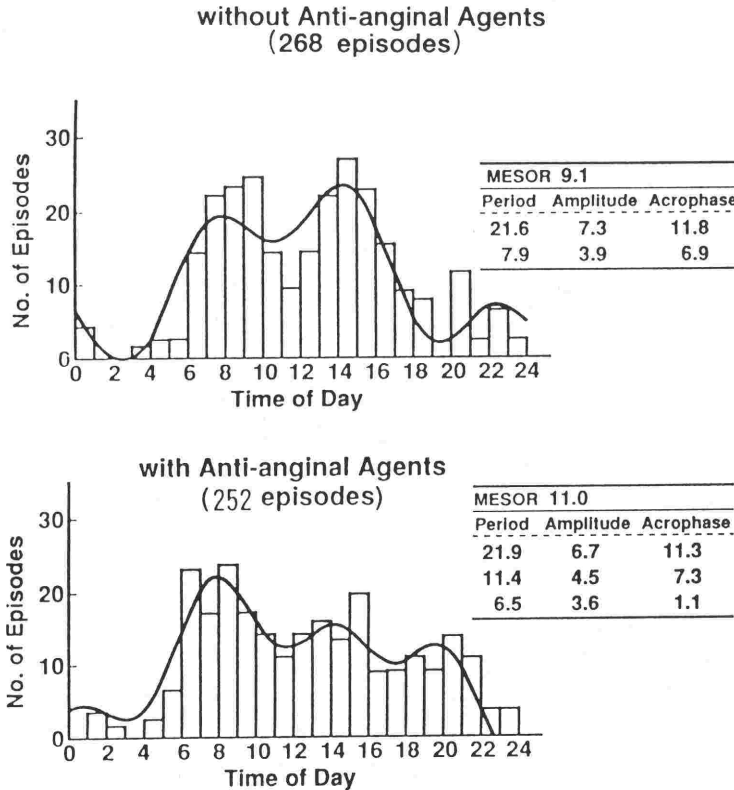 without Anti-anginal Agents
(268 episodes)
No. of Episodes
30
20
10
0
0 2 4 6 8 10 12 14 16 18 20 22 24
Time of Day
MESOR 9.1
Period Amplitude Acrophase
21.6 7.3 11.8
7.9 3.9 6.9
with Anti-anginal Agents
(252 episodes)
No. of Episodes
30
20
10
0
0 2 4 6 8 10 12 14 16 18 20 22 24
Time of Day
MESOR 11.0
Period Amplitude Acrophase
21.9 6.7 11.3
11.4 4.5 7.3
6.5 3.6 1.1